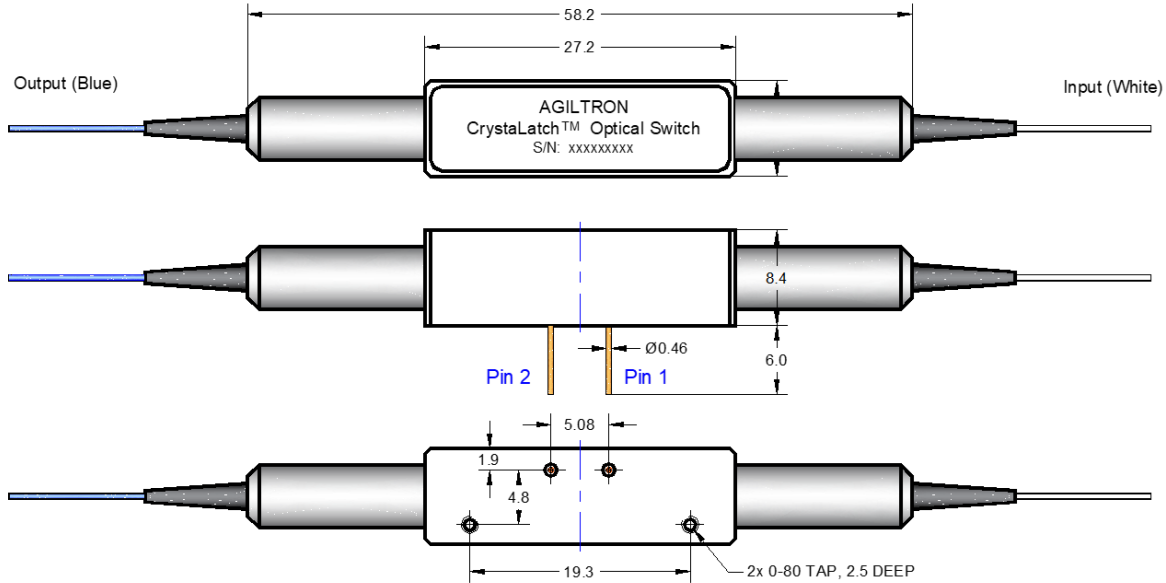 58.2
27.2
Output (Blue)
Input (White)
AGILTRON
CrystaLatch™ Optical Switch
S/N: xxxxxxxxx
8.4
Ø0.46
6.0
Pin 2
Pin 1
5.08
1.9
4.8
19.3
2x 0-80 TAP, 2.5 DEEP